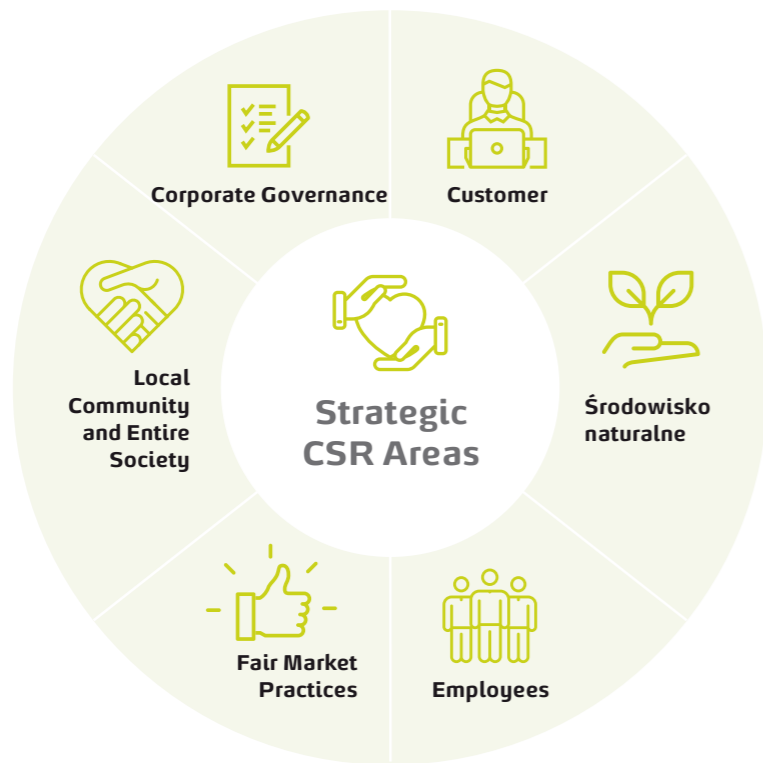 Corporate Governance
Customer
Local
Community
and Entire
Society
Strategic
CSR Areas
Środowisko
naturalne
Fair Market
Practices
Employees